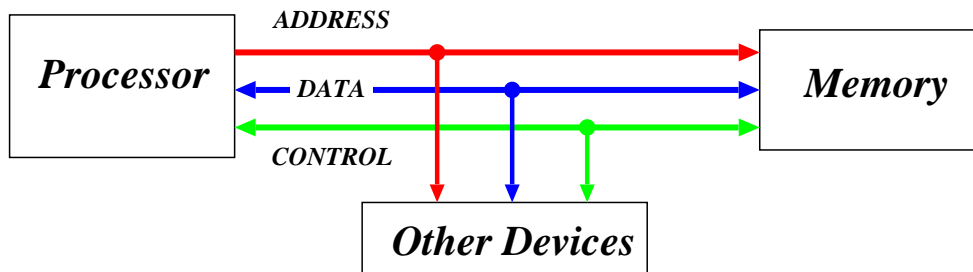 ADDRESS
Processor
DATA
Memory
CONTROL
Other Devices